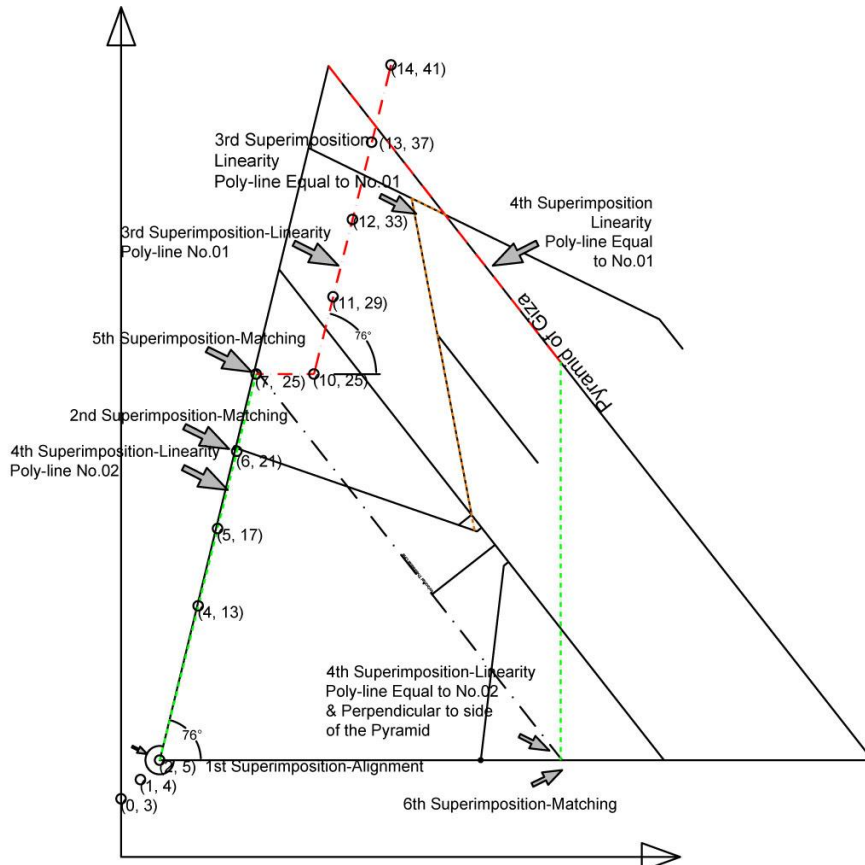 (14, 41)
3rd Superimposition
Linearity
Poly-line Equal to No.01
(13, 37)
4th Superimposition
Linearity
Poly-line Equal
to No.01
(12, 33)
3rd Superimposition-Linearity
Poly-line No.01
(11, 29)
76°
Pyramid of Giza
5th Superimposition-Matching
(7, 25)
(10, 25)
2nd Superimposition-Matching
(6, 21)
4th Superimposition-Linearity
Poly-line No.02
(5, 17)
(4, 13)
4th Superimposition-Linearity
Poly-line Equal to No.02
& Perpendicular to side
of the Pyramid
76°
(2, 5)
1st Superimposition-Alignment
(1, 4)
(0, 3)
6th Superimposition-Matching